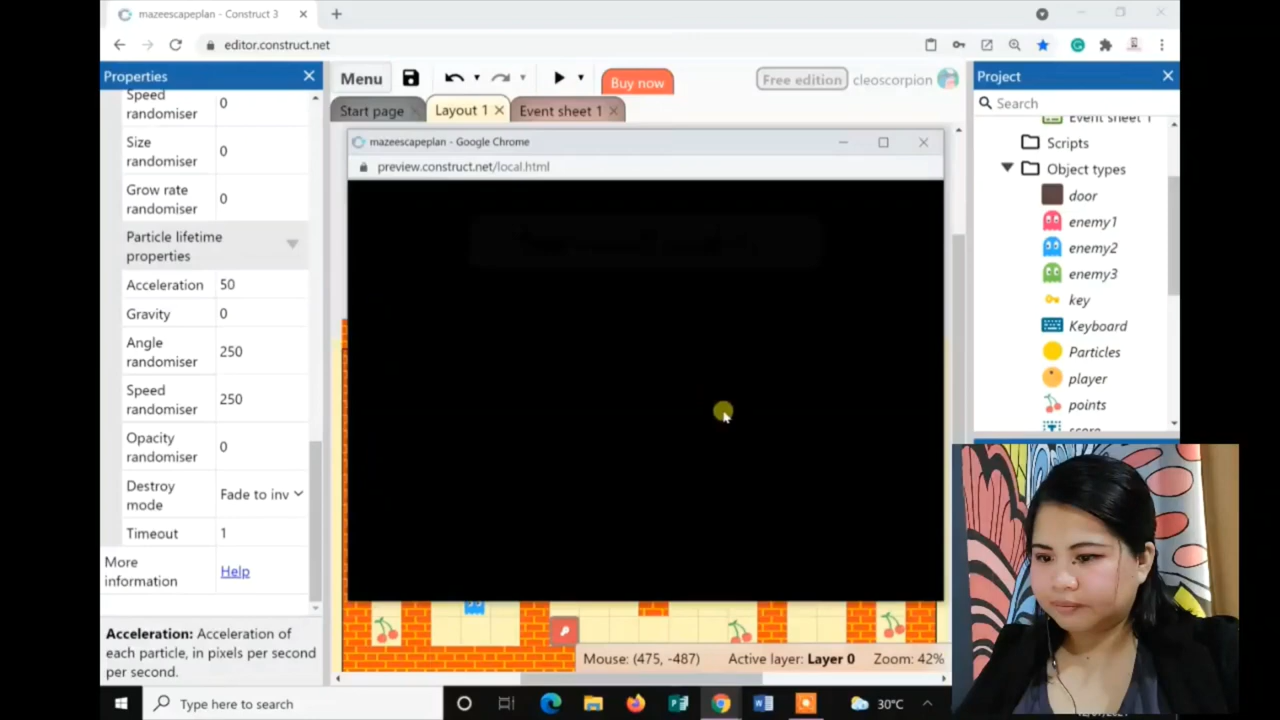 mazeescapeplan - Construct 3
editor.construct.net
Properties
Speed randomiser 0
Size randomiser 0
Grow rate randomiser 0
Particle lifetime properties
Acceleration 50
Gravity 0
Angle randomiser 250
Speed randomiser 250
Opacity randomiser 0
Destroy mode Fade to inv
Timeout 1
More information Help
Acceleration: Acceleration of
each particle, in pixels per second
per second.
Menu
Buy now
Free edition
cleoscorpion
Start page
Layout 1
Event sheet 1
mazeescapeplan - Google Chrome
preview.construct.net/local.html
Mouse: (475, -487) Active layer: Layer 0 Zoom: 42%
Project
Search
Event sheet 1
Scripts
Object types
door
enemy1
enemy2
enemy3
key
Keyboard
Particles
player
points
score
Type here to search
30°C